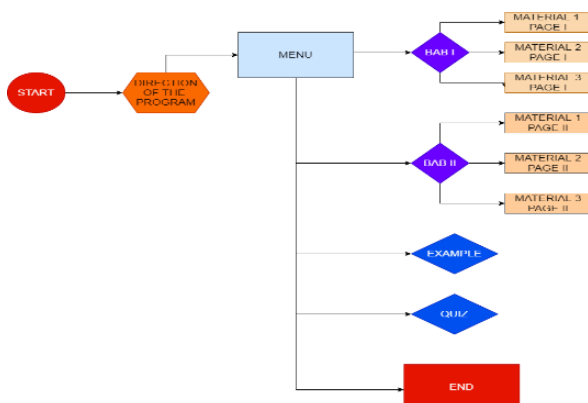 START
DIRECTION
OF THE
PROGRAM
MENU
BAB I
MATERIAL 1
PAGE I
MATERIAL 2
PAGE I
MATERIAL 3
PAGE I
BAB II
MATERIAL 1
PAGE II
MATERIAL 2
PAGE II
MATERIAL 3
PAGE II
EXAMPLE
QUIZ
END